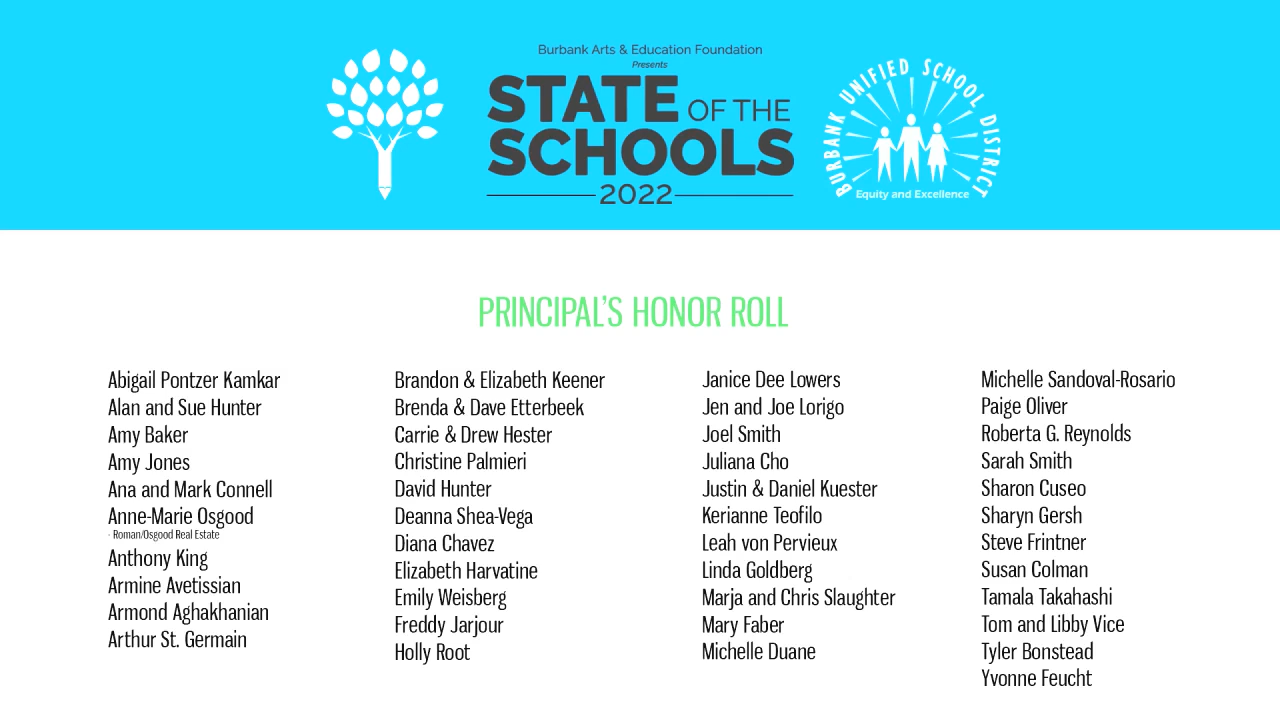 Burbank Arts & Education Foundation
Presents
STATE OF THE
SCHOOLS
2022
BURBANK UNIFIED SCHOOL DISTRICT
Equity and Excellence
PRINCIPAL'S HONOR ROLL
Abigail Pontzer Kamkar
Alan and Sue Hunter
Amy Baker
Amy Jones
Ana and Mark Connell
Anne-Marie Osgood
· Roman/Osgood Real Estate
Anthony King
Armine Avetissian
Armond Aghakhanian
Arthur St. Germain
Brandon & Elizabeth Keener
Brenda & Dave Etterbeek
Carrie & Drew Hester
Christine Palmieri
David Hunter
Deanna Shea-Vega
Diana Chavez
Elizabeth Harvatine
Emily Weisberg
Freddy Jarjour
Holly Root
Janice Dee Lowers
Jen and Joe Lorigo
Joel Smith
Juliana Cho
Justin & Daniel Kuester
Kerianne Teofilo
Leah von Pervieux
Linda Goldberg
Marja and Chris Slaughter
Mary Faber
Michelle Duane
Michelle Sandoval-Rosario
Paige Oliver
Roberta G. Reynolds
Sarah Smith
Sharon Cuseo
Sharyn Gersh
Steve Frintner
Susan Colman
Tamala Takahashi
Tom and Libby Vice
Tyler Bonstead
Yvonne Feucht